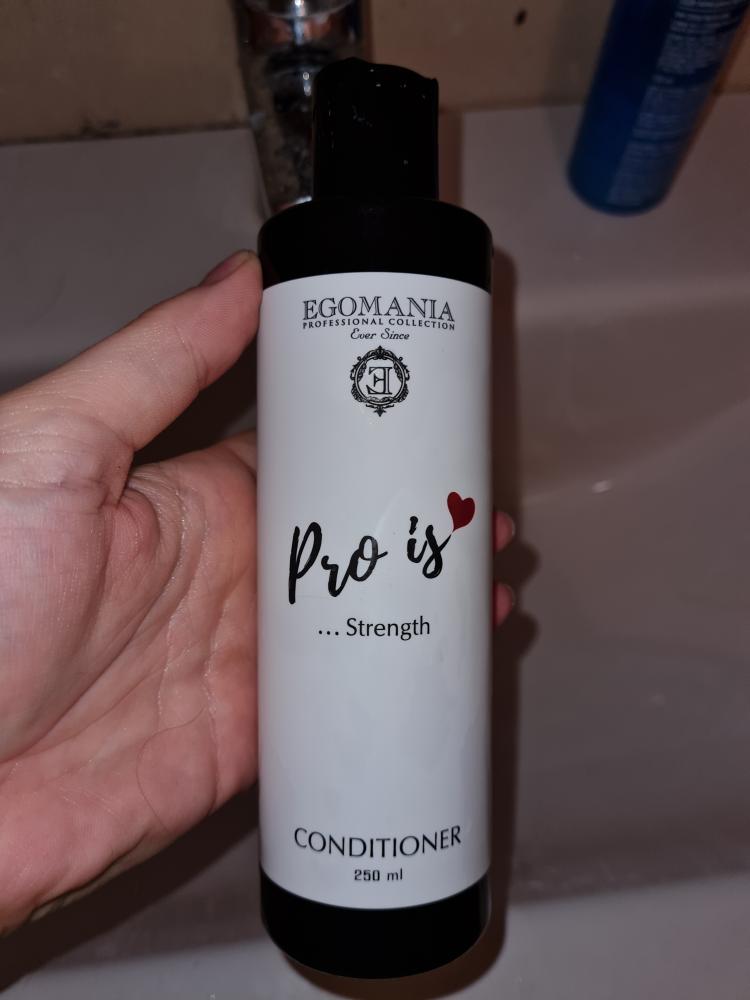 EGOMANIA
PROFESSIONAL COLLECTION
Ever Since
E
Pro is
... Strength
CONDITIONER
250 ml